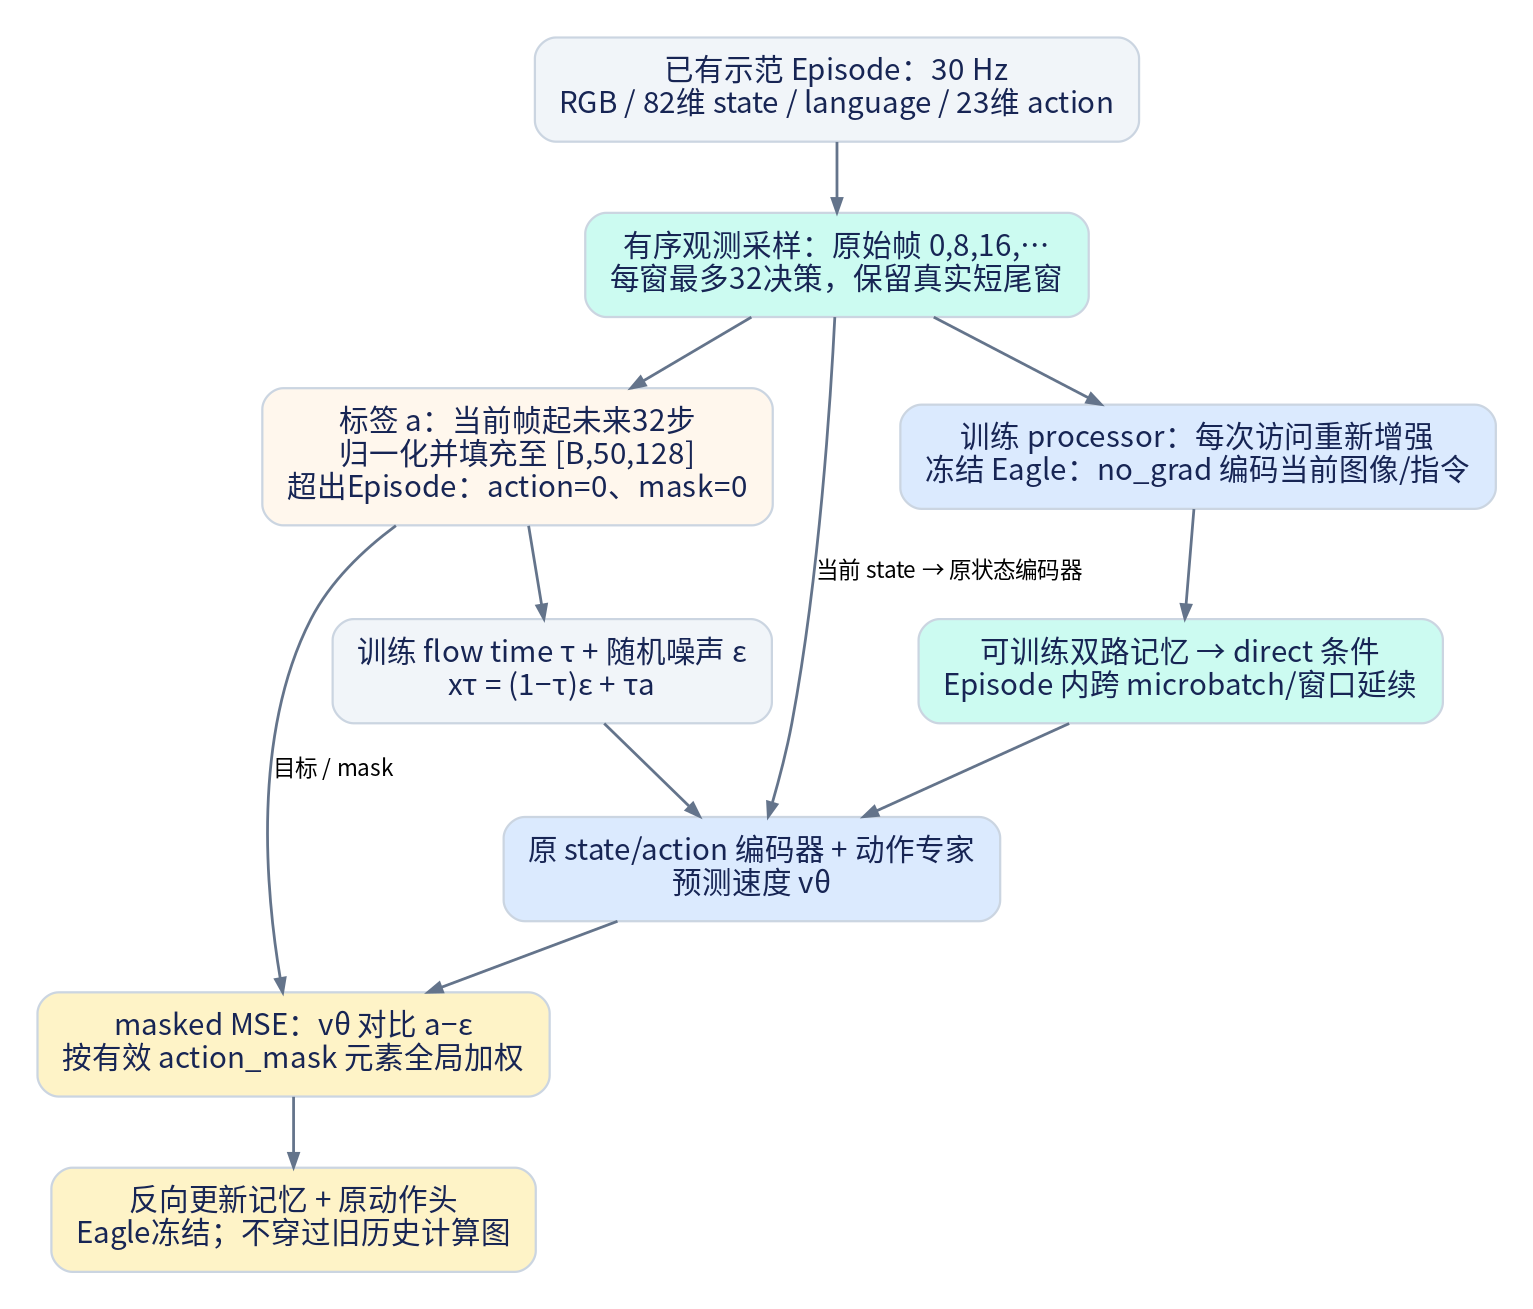 已有示范 Episode：30 Hz
RGB / 82维 state / language / 23维 action
有序观测采样：原始帧 0,8,16,⋯
每窗最多32决策，保留真实短尾窗
标签 a：当前帧起未来32步
归一化并填充至 [B,50,128]
超出Episode：action=0、mask=0
训练 processor：每次访问重新增强
冻结 Eagle：no_grad 编码当前图像/指令
当前 state → 原状态编码器
训练 flow time τ + 随机噪声 ε
xτ = (1−τ)ε + τa
可训练双路记忆 → direct 条件
Episode 内跨 microbatch/窗口延续
目标 / mask
原 state/action 编码器 + 动作专家
预测速度 vθ
masked MSE：vθ 对比 a−ε
按有效 action_mask 元素全局加权
反向更新记忆 + 原动作头
Eagle冻结；不穿过旧历史计算图